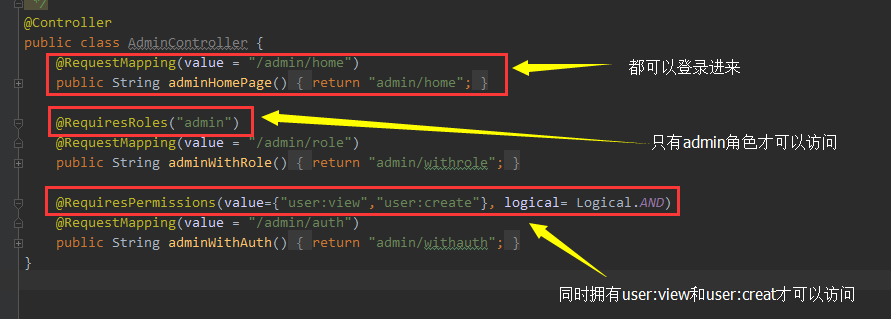 */
@Controller
public class AdminController {
@RequestMapping(value = "/admin/home")
public String adminHomePage() { return "admin/home"; }
都可以登录进来
@RequiresRoles("admin")
@RequestMapping(value = "/admin/role")
只有admin角色才可以访问
public String adminWithRole() { return "admin/withrole"; }
@RequiresPermissions(value={"user:view","user:create"}, logical= Logical.AND)
@RequestMapping(value = "/admin/auth")
public String adminWithAuth() { return "admin/withauth"; }
}
同时拥有user:view和user:creat才可以访问